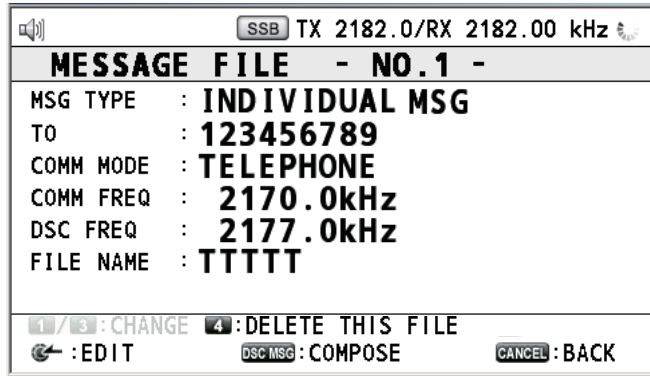 SSB TX 2182.0/RX 2182.00 kHz
MESSAGE FILE - NO.1 -
MSG TYPE : INDIVIDUAL MSG
TO : 123456789
COMM MODE : TELEPHONE
COMM FREQ : 2170.0kHz
DSC FREQ : 2177.0kHz
FILE NAME : TTTTT
1/3:CHANGE 4:DELETE THIS FILE
:EDIT DSC MSG:COMPOSE CANCEL:BACK